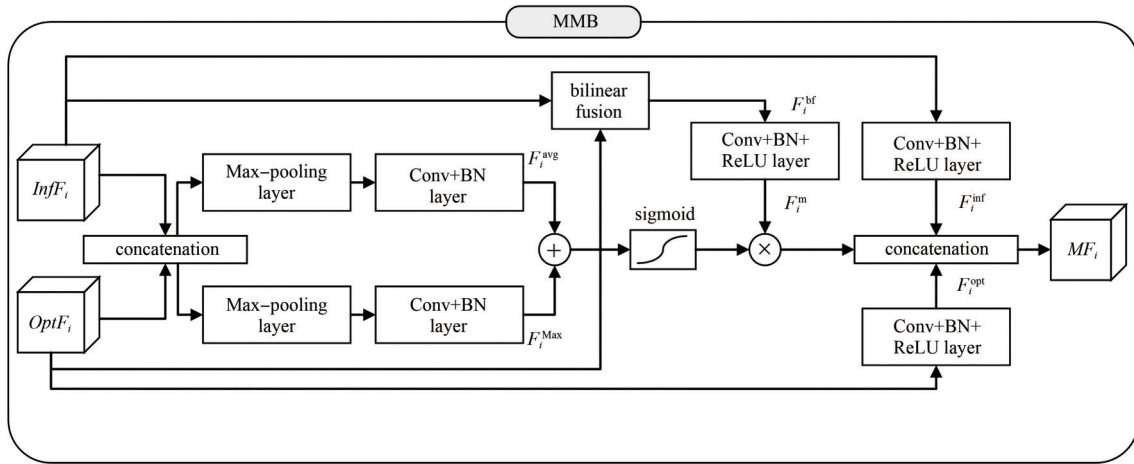 MMB
bilinear
fusion
F_i^bf
Conv+BN+
ReLU layer
Conv+BN+
ReLU layer
InfF_i
Max−pooling
layer
Conv+BN
layer
F_i^avg
F_i^m
F_i^inf
sigmoid
concatenation
+
×
concatenation
MF_i
OptF_i
Max−pooling
layer
Conv+BN
layer
F_i^Max
F_i^opt
Conv+BN+
ReLU layer